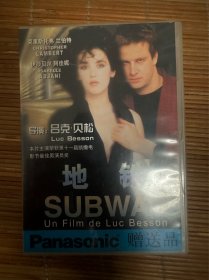 克里斯托弗·兰伯特
CHRISTOPHER
LAMBERT
伊莎贝尔·阿佳妮
ISABELLE
ADJANI
导演:吕克·贝松
Luc Besson
地 铁
SUBWAY
Un Film de Luc Besson
Panasonic 赠送品